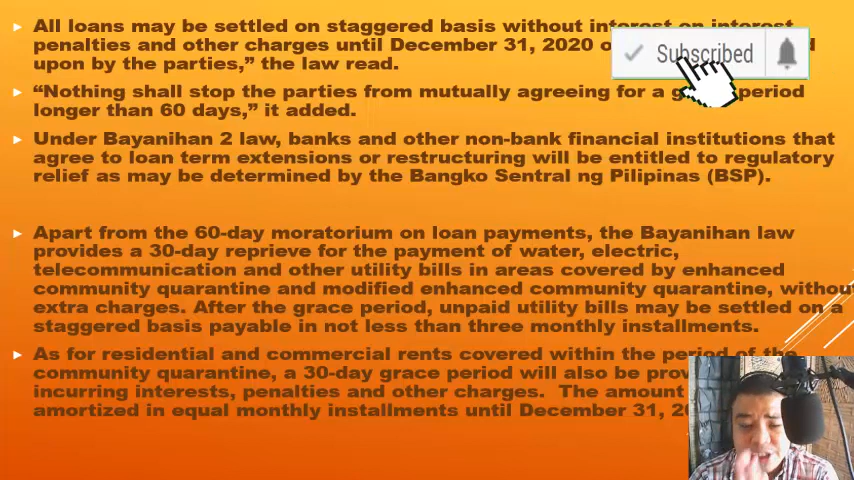 All loans may be settled on staggered basis without interest on interest,
penalties and other charges until December 31, 2020
upon by the parties,” the law read.
“Nothing shall stop the parties from mutually agreeing for a period
longer than 60 days,” it added.
Under Bayanihan 2 law, banks and other non-bank financial institutions that
agree to loan term extensions or restructuring will be entitled to regulatory
relief as may be determined by the Bangko Sentral ng Pilipinas (BSP).
Apart from the 60-day moratorium on loan payments, the Bayanihan law
provides a 30-day reprieve for the payment of water, electric,
telecommunication and other utility bills in areas covered by enhanced
community quarantine and modified enhanced community quarantine, without
extra charges. After the grace period, unpaid utility bills may be settled on a
staggered basis payable in not less than three monthly installments.
As for residential and commercial rents covered within the period of the
community quarantine, a 30-day grace period will also be
incurring interests, penalties and other charges. The amount
amortized in equal monthly installments until December 31,
Subscribed